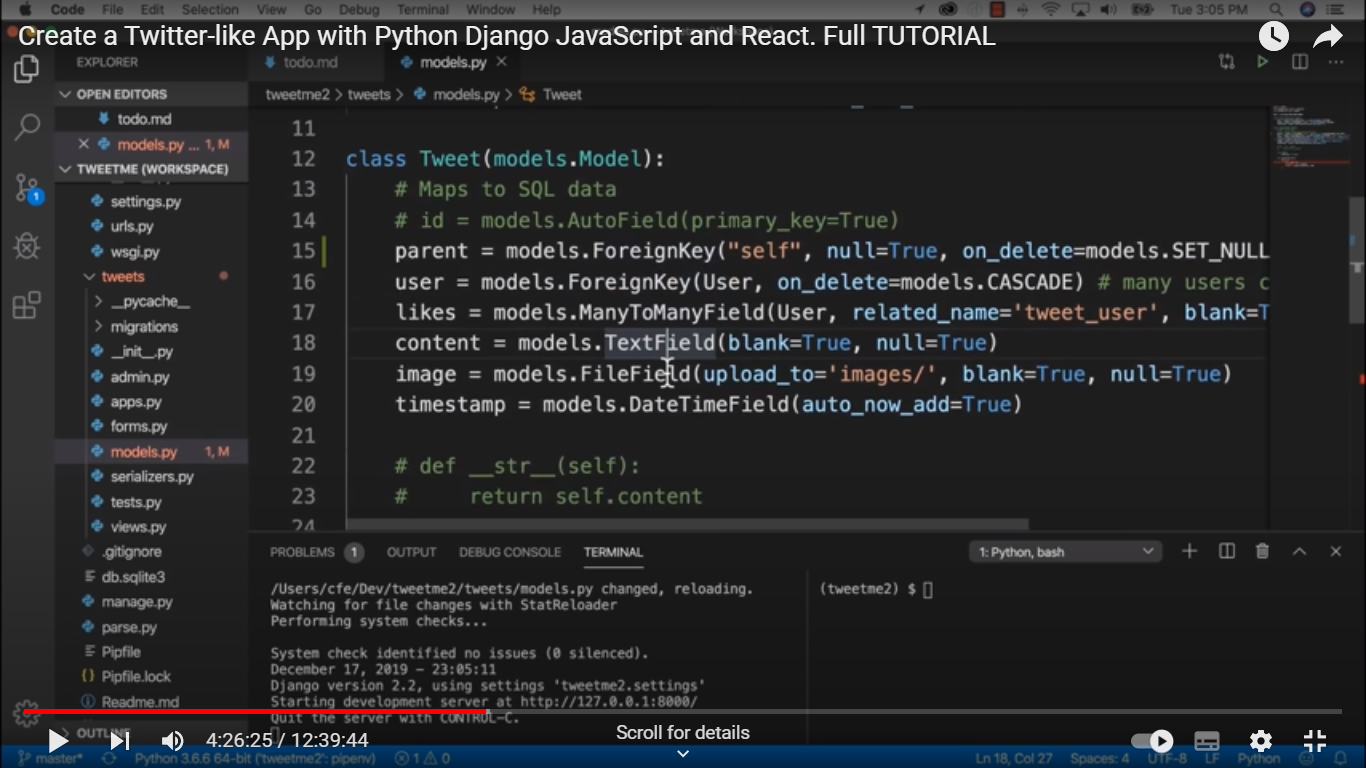 Code File Edit Selection View Go Debug Terminal Window Help Tue 3:05 PM
Create a Twitter-like App with Python Django JavaScript and React. Full TUTORIAL
EXPLORER
todo.md models.py
OPEN EDITORS
todo.md
models.py ... 1, M
TWEETME (WORKSPACE)
settings.py
urls.py
wsgi.py
tweets
__pycache__
migrations
__init__.py
admin.py
apps.py
forms.py
models.py 1, M
serializers.py
tests.py
views.py
.gitignore
db.sqlite3
manage.py
parse.py
Pipfile
Pipfile.lock
Readme.md
OUTLINE
1
tweetme2 > tweets > models.py > Tweet
11
12 class Tweet(models.Model):
13 # Maps to SQL data
14 # id = models.AutoField(primary_key=True)
15 parent = models.ForeignKey("self", null=True, on_delete=models.SET_NULL
16 user = models.ForeignKey(User, on_delete=models.CASCADE) # many users c
17 likes = models.ManyToManyField(User, related_name='tweet_user', blank=T
18 content = models.TextField(blank=True, null=True)
19 image = models.FileField(upload_to='images/', blank=True, null=True)
20 timestamp = models.DateTimeField(auto_now_add=True)
21
22 # def __str__(self):
23 # return self.content
24
PROBLEMS 1 OUTPUT DEBUG CONSOLE TERMINAL 1: Python, bash
/Users/cfe/Dev/tweetme2/tweets/models.py changed, reloading.
Watching for file changes with StatReloader
Performing system checks...
System check identified no issues (0 silenced).
December 17, 2019 - 23:05:11
Django version 2.2, using settings 'tweetme2.settings'
Starting development server at http://127.0.0.1:8000/
Quit the server with CONTROL-C.
(tweetme2) $
4:26:25 / 12:39:44
Scroll for details
master* Python 3.6.6 64-bit ('tweetme2': pipenv) 1 0 Ln 18, Col 27 Spaces: 4 UTF-8 LF Python